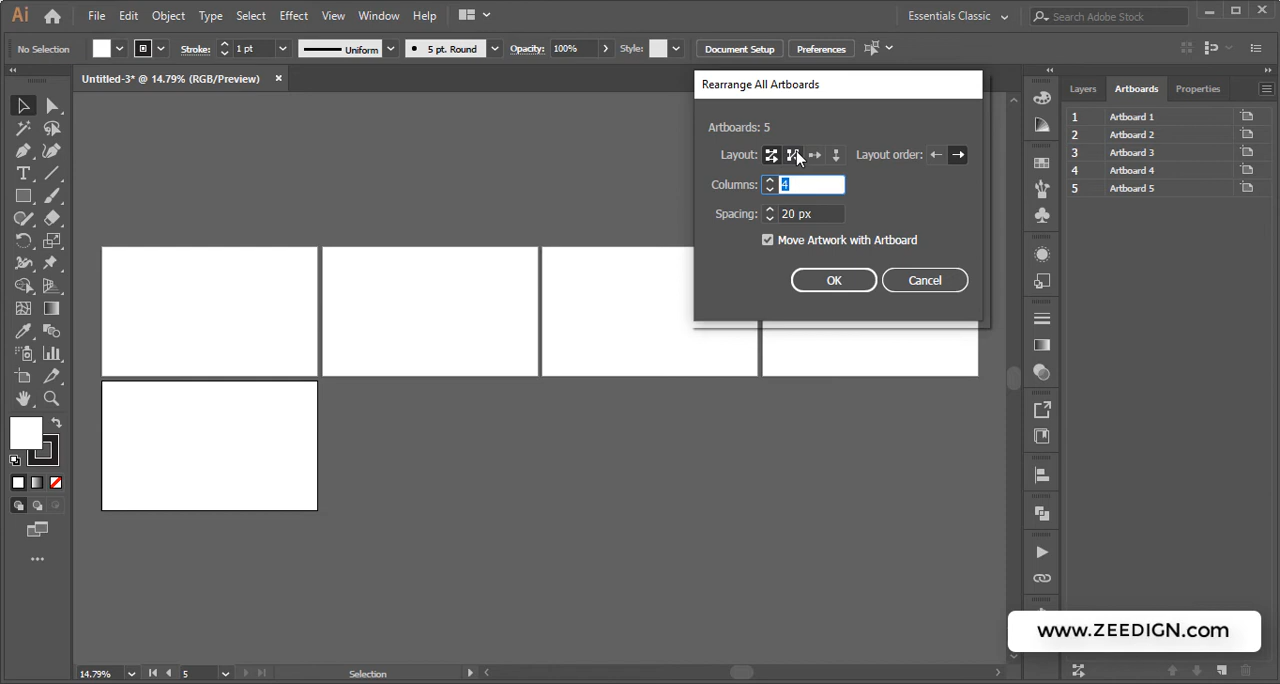 Ai File Edit Object Type Select Effect View Window Help Essentials Classic Search Adobe Stock
No Selection Stroke: 1 pt Uniform 5 pt. Round Opacity: 100% Style: Document Setup Preferences
Untitled-3* @ 14.79% (RGB/Preview)
Rearrange All Artboards
Artboards: 5
Layout: Layout order:
Columns: 4
Spacing: 20 px
Move Artwork with Artboard
OK Cancel
Layers Artboards Properties
1 Artboard 1
2 Artboard 2
3 Artboard 3
4 Artboard 4
5 Artboard 5
T
www.ZEEDIGN.com
14.79% 5 Selection